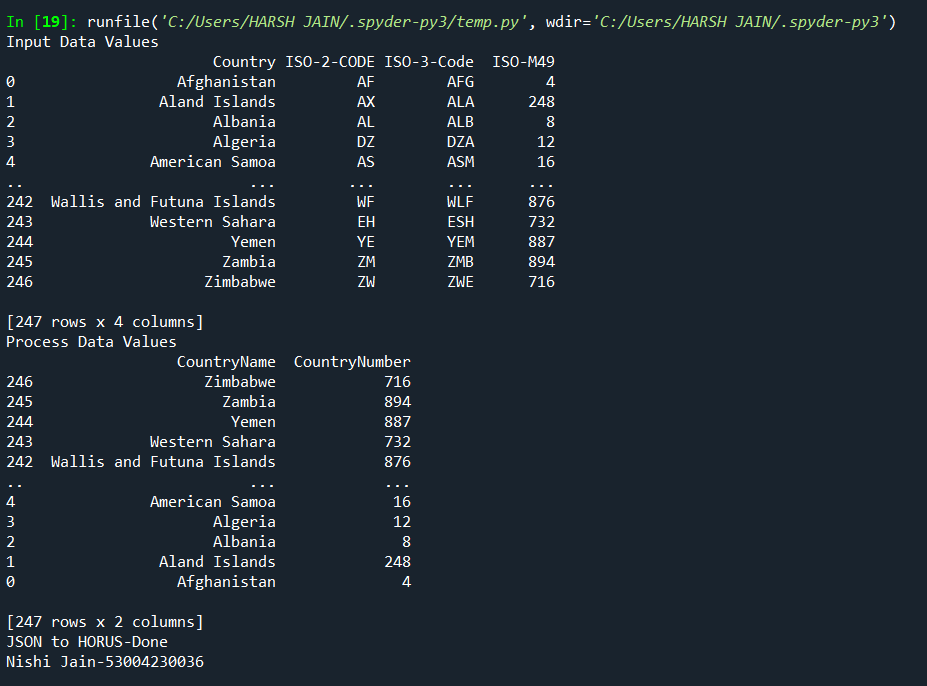 In [19]: runfile('C:/Users/HARSH JAIN/.spyder-py3/temp.py', wdir='C:/Users/HARSH JAIN/.spyder-py3')
Input Data Values
Country ISO-2-CODE ISO-3-Code ISO-M49
0 Afghanistan AF AFG 4
1 Aland Islands AX ALA 248
2 Albania AL ALB 8
3 Algeria DZ DZA 12
4 American Samoa AS ASM 16
.. ... ... ... ...
242 Wallis and Futuna Islands WF WLF 876
243 Western Sahara EH ESH 732
244 Yemen YE YEM 887
245 Zambia ZM ZMB 894
246 Zimbabwe ZW ZWE 716
[247 rows x 4 columns]
Process Data Values
CountryName CountryNumber
246 Zimbabwe 716
245 Zambia 894
244 Yemen 887
243 Western Sahara 732
242 Wallis and Futuna Islands 876
.. ... ...
4 American Samoa 16
3 Algeria 12
2 Albania 8
1 Aland Islands 248
0 Afghanistan 4
[247 rows x 2 columns]
JSON to HORUS-Done
Nishi Jain-53004230036